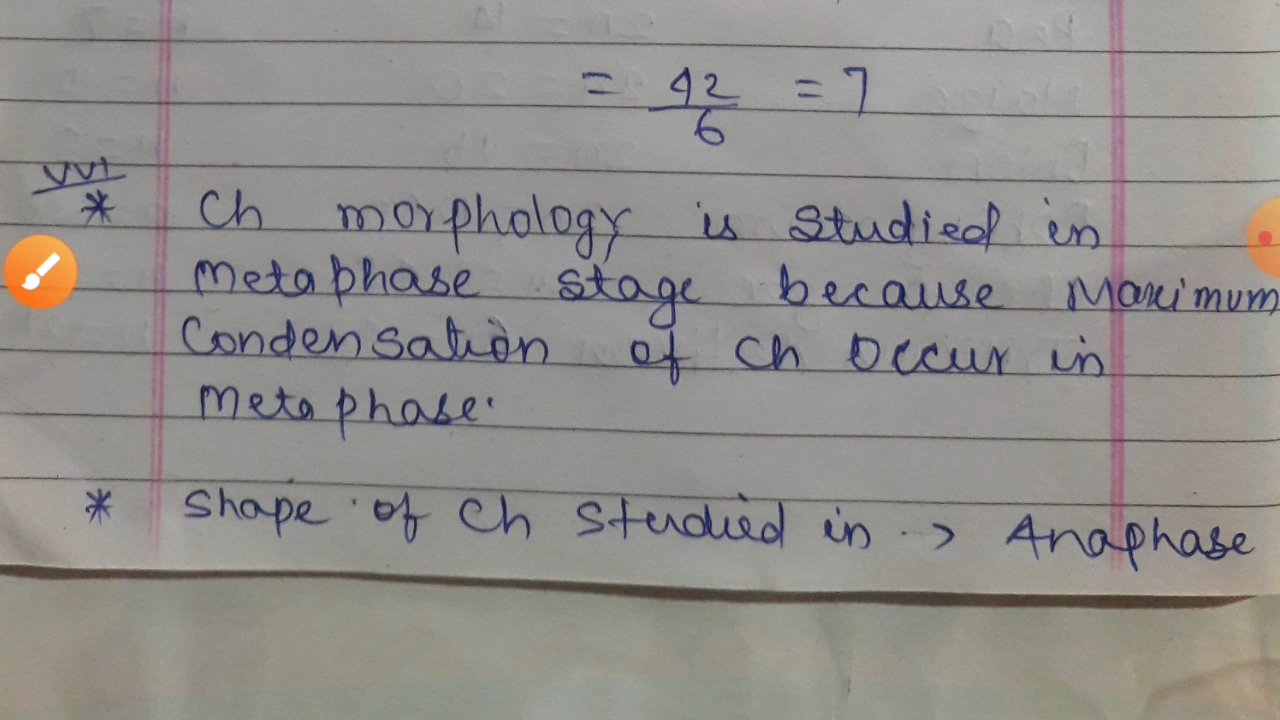 = 42/6 = 7
VVI
* Ch morphology is studied in
Metaphase stage because Maximum
Condensation of Ch Occur in
Metaphase.
* Shape of Ch Studied in -> Anaphase